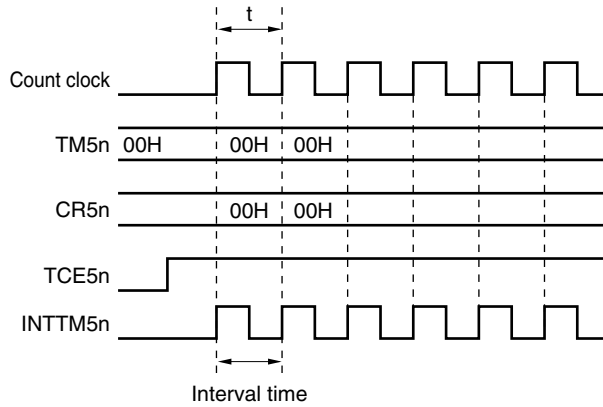 t
Count clock
TM5n 00H 00H 00H
CR5n 00H 00H
TCE5n
INTTM5n
Interval time